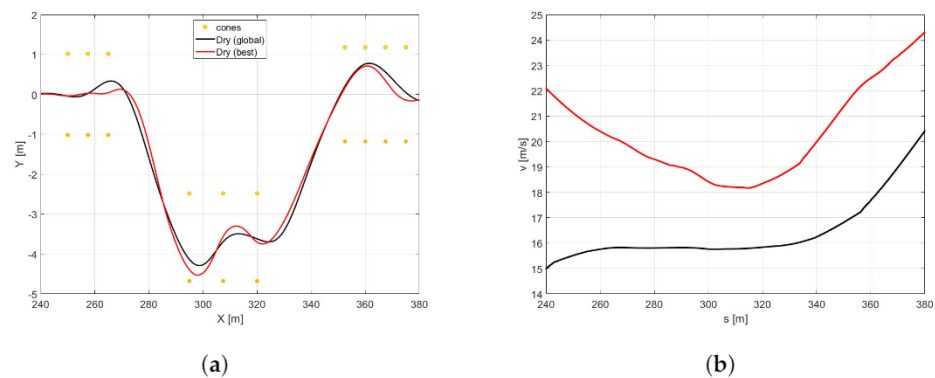 cones
Dry (global)
Dry (best)
2
1
0
-1
-2
-3
-4
-5
Y [m]
240 260 280 300 320 340 360 380
X [m]
(a)
25
24
23
22
21
20
19
18
17
16
15
14
v [m/s]
240 260 280 300 320 340 360 380
s [m]
(b)